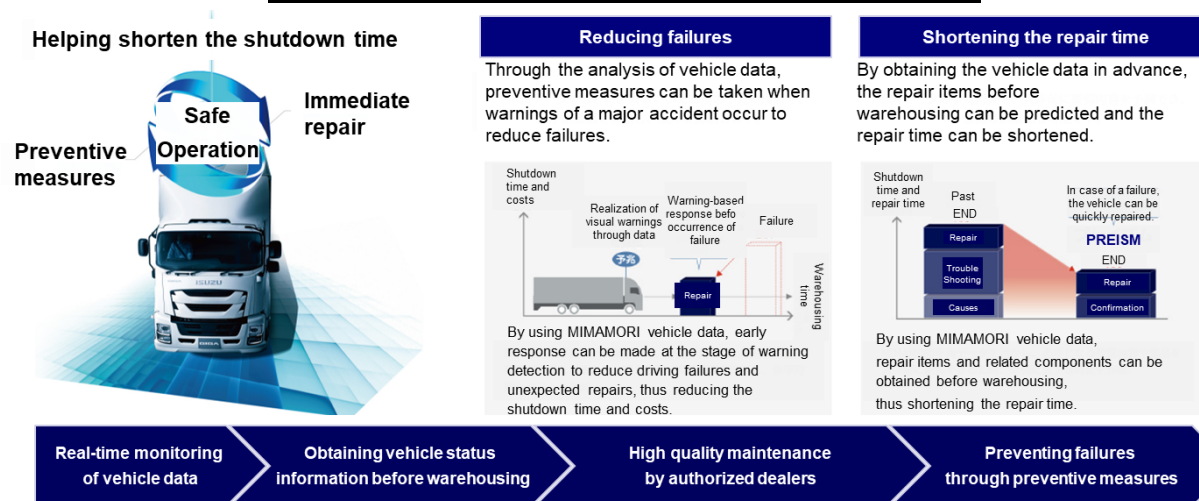 Helping shorten the shutdown time
Safe
Operation
Immediate
repair
Preventive
measures
ISUZU
Reducing failures
Through the analysis of vehicle data,
preventive measures can be taken when
warnings of a major accident occur to
reduce failures.
Shutdown
time and
costs
Realization of
visual warnings
through data
Warning-based
response befo
occurrence of
failure
Failure
予兆
Repair
Warehousing
time
By using MIMAMORI vehicle data, early
response can be made at the stage of warning
detection to reduce driving failures and
unexpected repairs, thus reducing the
shutdown time and costs.
Shortening the repair time
By obtaining the vehicle data in advance,
the repair items before
warehousing can be predicted and the
repair time can be shortened.
Shutdown
time and
repair time
Past
END
Repair
Trouble
Shooting
Causes
In case of a failure,
the vehicle can be
quickly repaired.
PREISM
END
Repair
Confirmation
By using MIMAMORI vehicle data,
repair items and related components can be
obtained before warehousing,
thus shortening the repair time.
Real-time monitoring
of vehicle data
Obtaining vehicle status
information before warehousing
High quality maintenance
by authorized dealers
Preventing failures
through preventive measures